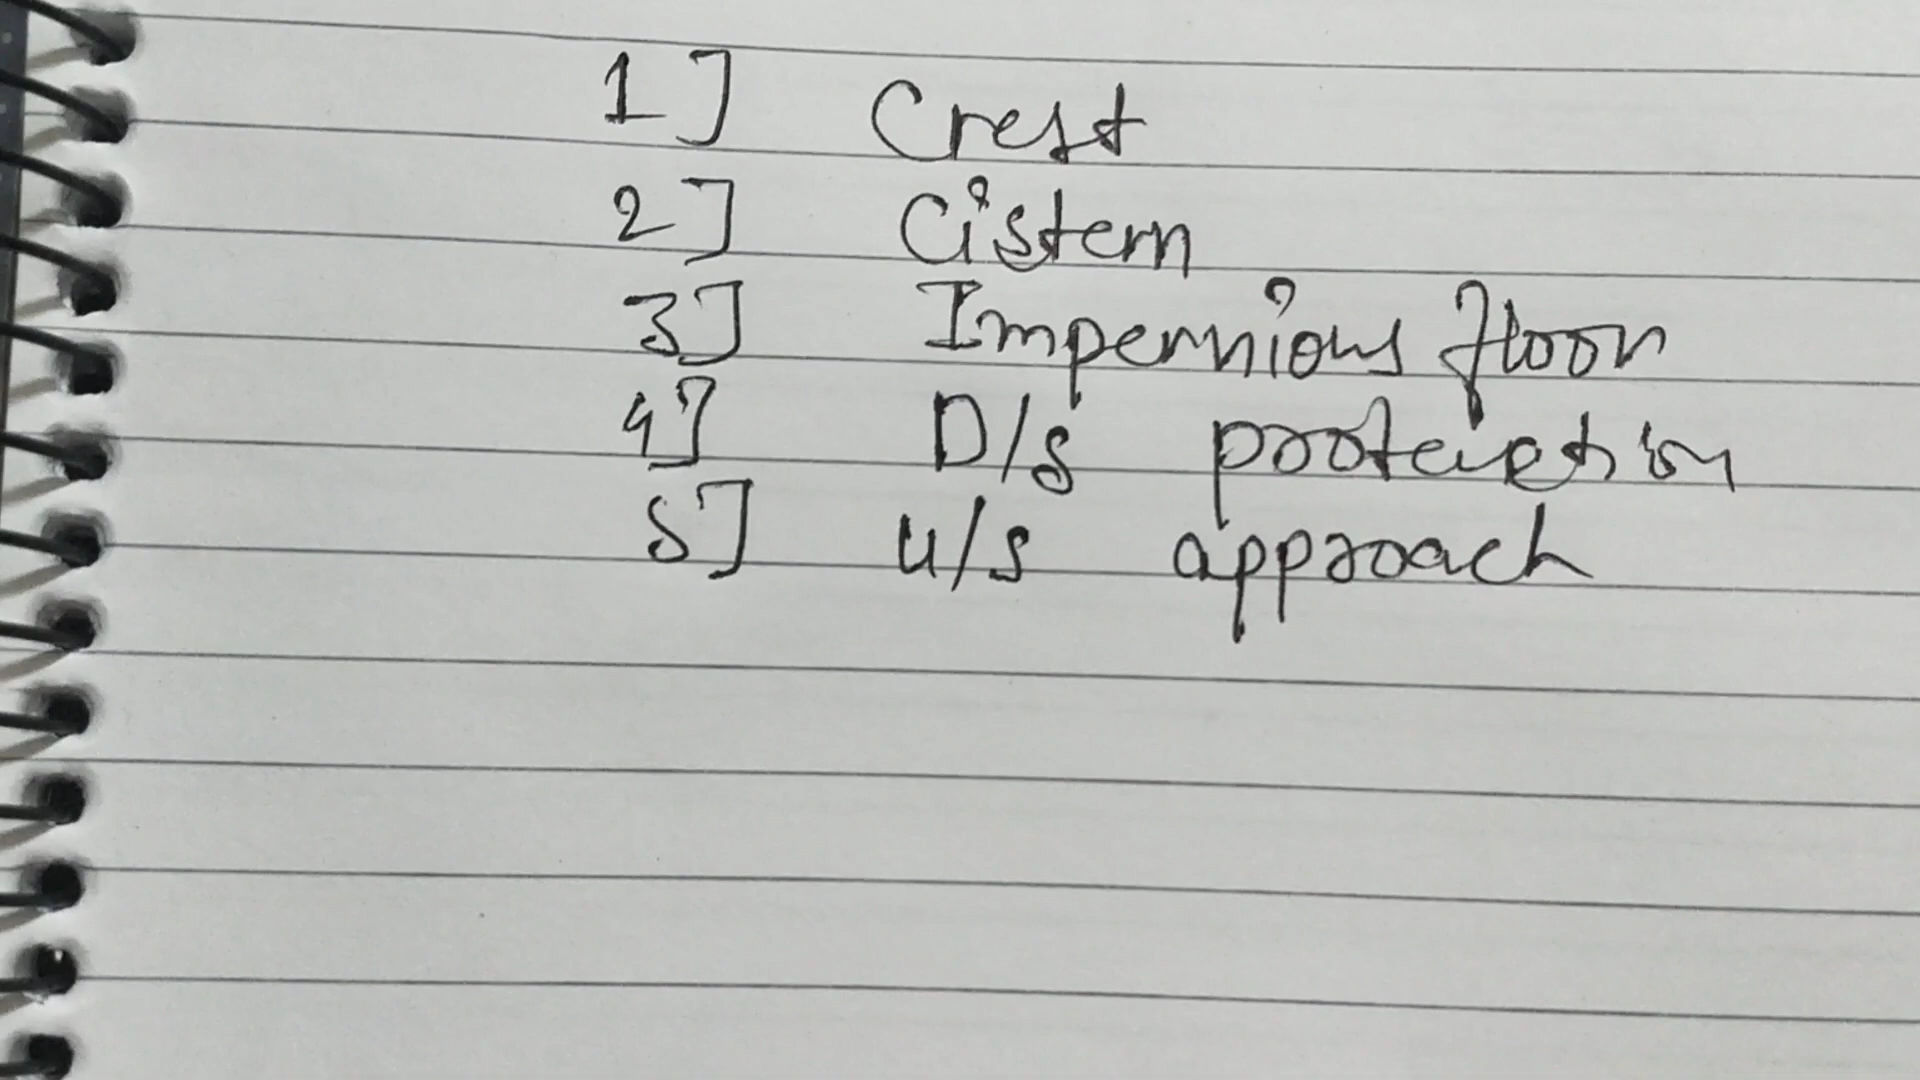 1] Crest
2] Cistern
3] Impervious floor
4] D/s protection
5] u/s approach